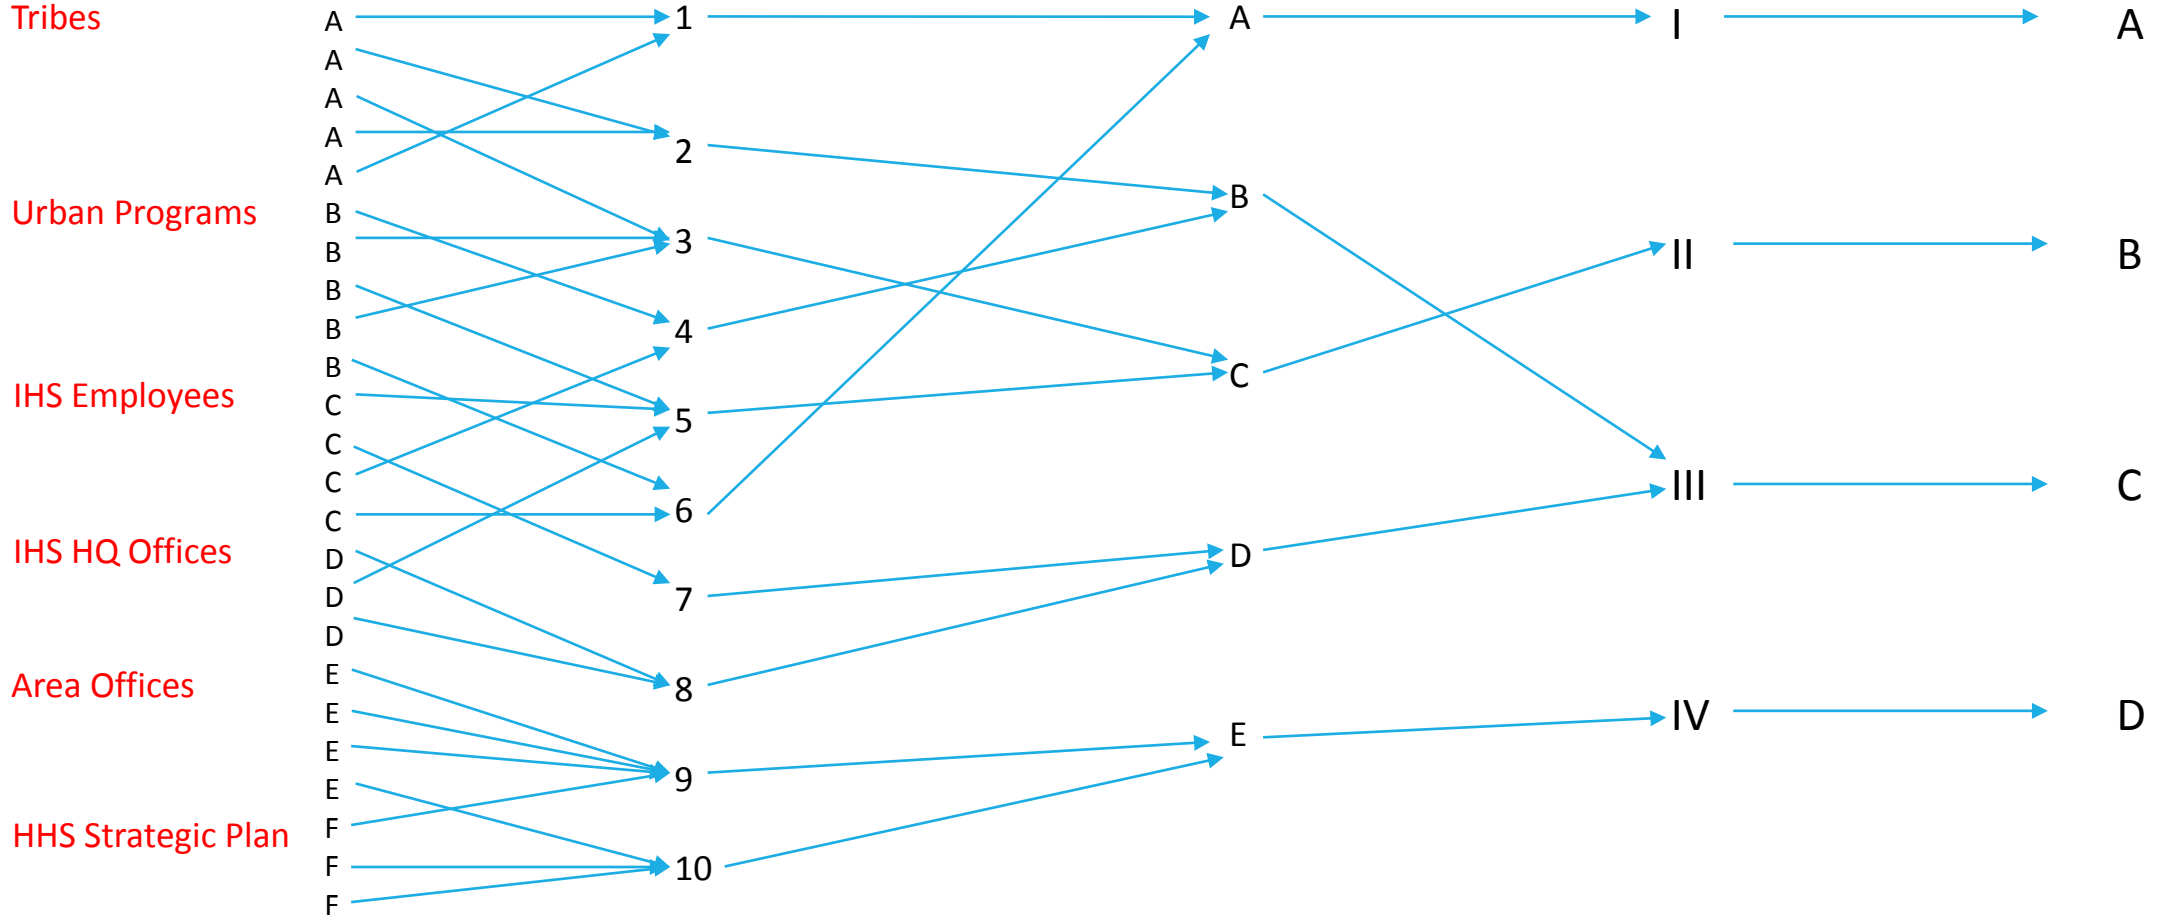 Tribes
Urban Programs
IHS Employees
IHS HQ Offices
Area Offices
HHS Strategic Plan
A
A
A
A
A
B
B
B
B
B
C
C
C
C
D
D
D
E
E
E
E
F
F
F
1
2
3
4
5
6
7
8
9
10
A
B
C
D
E
I
II
III
IV
A
B
C
D